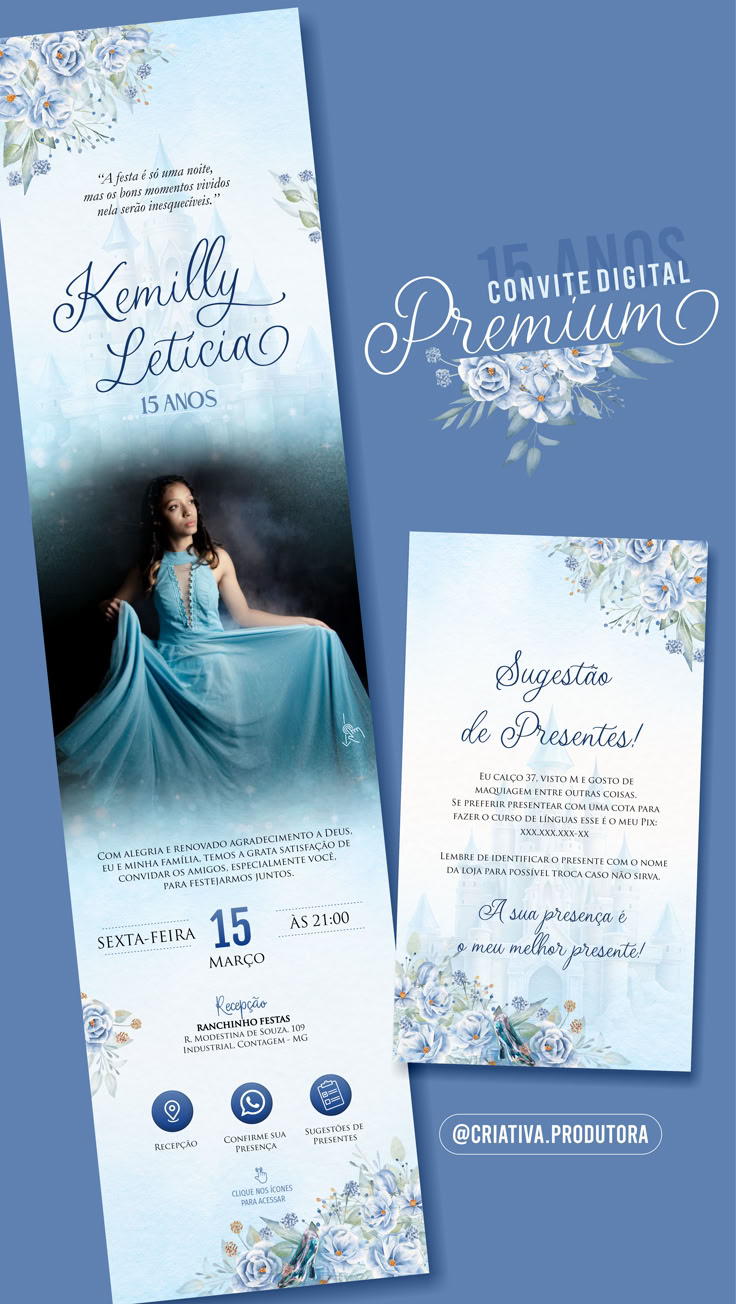 “A festa é só uma noite,
mas os bons momentos vividos
nela serão inesquecíveis.”
Kemilly
Letícia
15 ANOS
COM ALEGRIA E RENOVADO AGRADECIMENTO A DEUS,
EU E MINHA FAMÍLIA, TEMOS A GRATA SATISFAÇÃO DE
CONVIDAR OS AMIGOS, ESPECIALMENTE VOCÊ,
PARA FESTEJARMOS JUNTOS.
SEXTA-FEIRA 15 ÀS 21:00
MARÇO
Recepção
RANCHINHO FESTAS
R. MODESTINA DE SOUZA, 109
INDUSTRIAL, CONTAGEM - MG
RECEPÇÃO
CONFIRME SUA
PRESENÇA
SUGESTÕES DE
PRESENTES
CLIQUE NOS ÍCONES
PARA ACESSAR
15 ANOS
CONVITE DIGITAL
Premium
Sugestão
de Presentes!
EU CALÇO 37, VISTO M E GOSTO DE
MAQUIAGEM ENTRE OUTRAS COISAS.
SE PREFERIR PRESENTEAR COM UMA COTA PARA
FAZER O CURSO DE LÍNGUAS ESSE É O MEU PIX:
XXX.XXX.XXX-XX
LEMBRE DE IDENTIFICAR O PRESENTE COM O NOME
DA LOJA PARA POSSÍVEL TROCA CASO NÃO SIRVA.
A sua presença é
o meu melhor presente!
@CRIATIVA.PRODUTORA